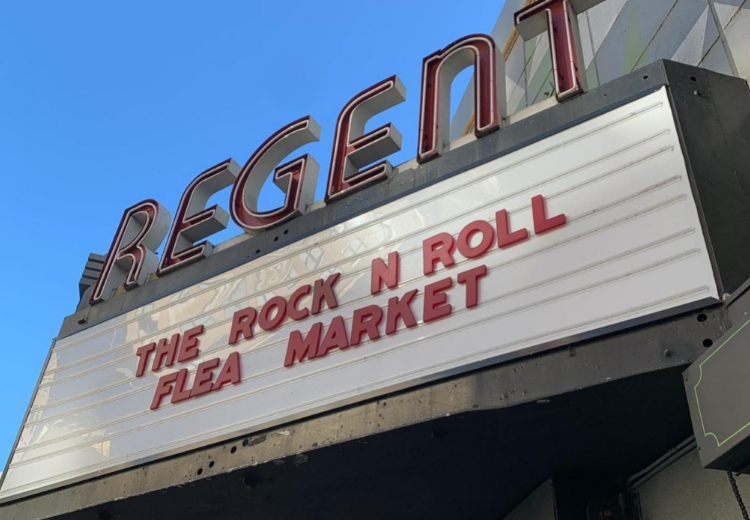 REGENT
THE ROCK N ROLL
FLEA MARKET